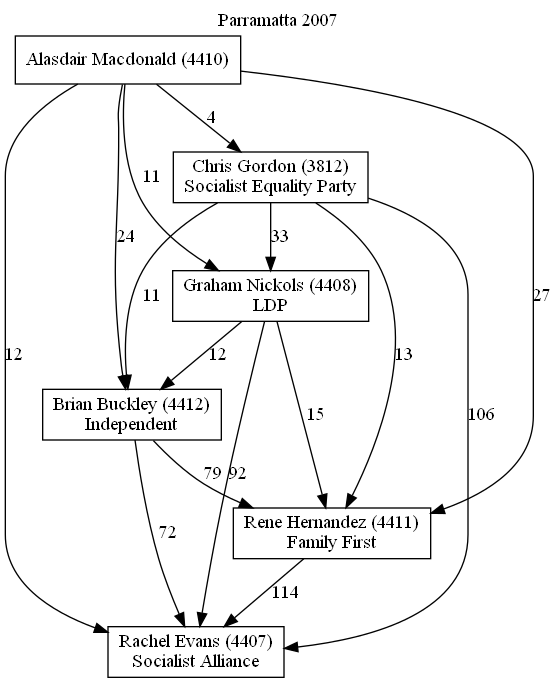 Parramatta 2007
Alasdair Macdonald (4410)
4
Chris Gordon (3812)
Socialist Equality Party
11
24
33
11
Graham Nickols (4408)
LDP
27
12
12
13
15
106
Brian Buckley (4412)
Independent
79
92
72
Rene Hernandez (4411)
Family First
114
Rachel Evans (4407)
Socialist Alliance